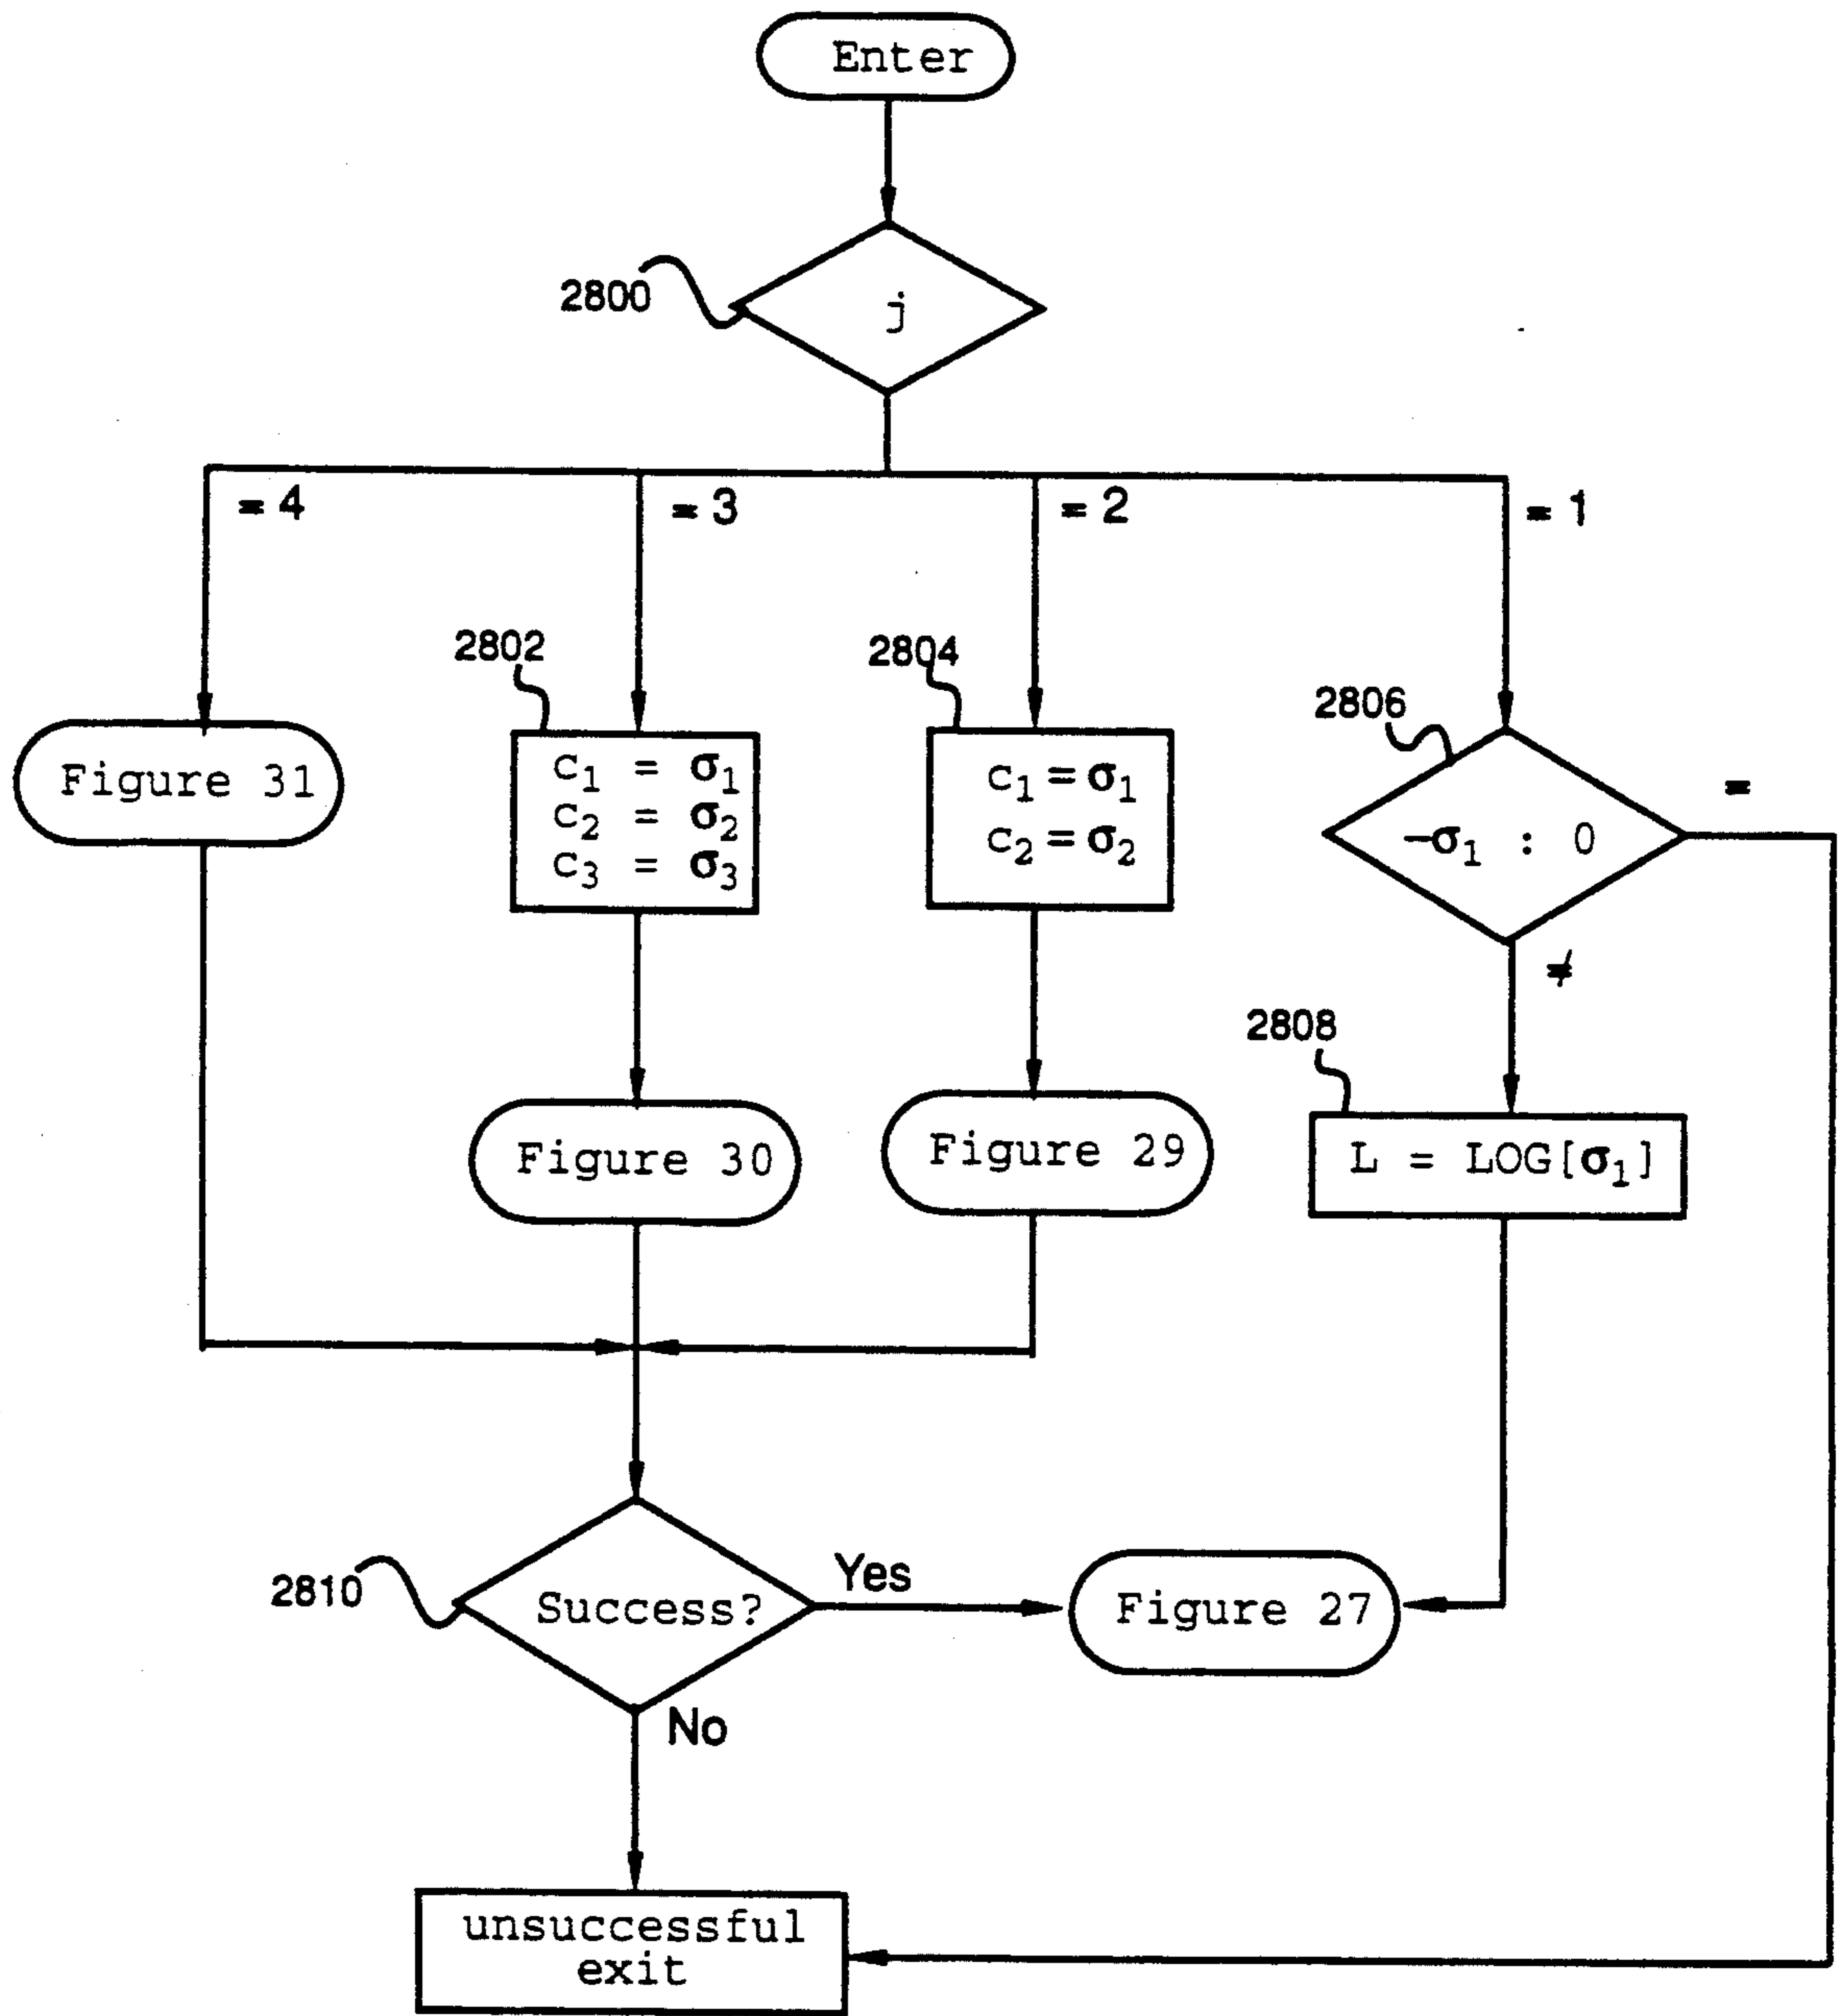 Enter
2800
j
= 4
= 3
= 2
= 1
2802
2804
2806
Figure 31
c₁ = σ₁
c₂ = σ₂
c₃ = σ₃
c₁ = σ₁
c₂ = σ₂
-σ₁ : 0
=
≠
2808
Figure 30
Figure 29
L = LOG[σ₁]
2810
Success?
Yes
Figure 27
No
unsuccessful
exit